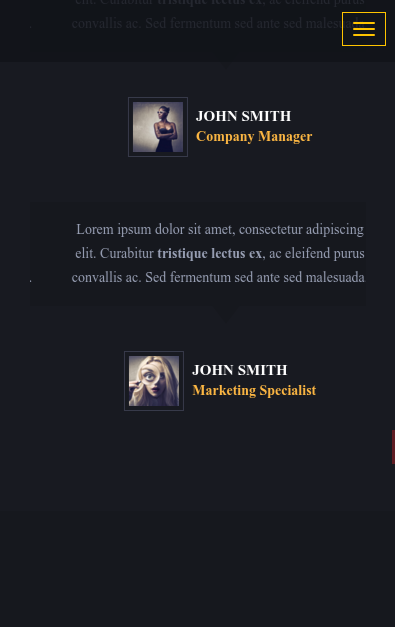 elit. Curabitur tristique lectus ex, ac eleifend purus
convallis ac. Sed fermentum sed ante sed malesuada
.
JOHN SMITH
Company Manager
Lorem ipsum dolor sit amet, consectetur adipiscing
elit. Curabitur tristique lectus ex, ac eleifend purus
convallis ac. Sed fermentum sed ante sed malesuada
.
JOHN SMITH
Marketing Specialist